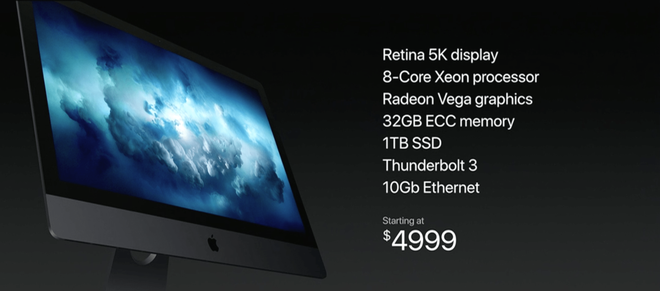 Retina 5K display
8-Core Xeon processor
Radeon Vega graphics
32GB ECC memory
1TB SSD
Thunderbolt 3
10Gb Ethernet
Starting at
$4999